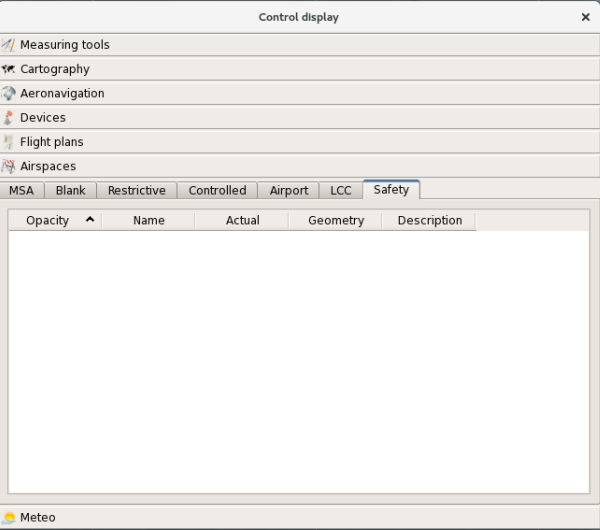 Control display
Measuring tools
Cartography
Aeronavigation
Devices
Flight plans
Airspaces
MSA Blank Restrictive Controlled Airport LCC Safety
Opacity Name Actual Geometry Description
Meteo